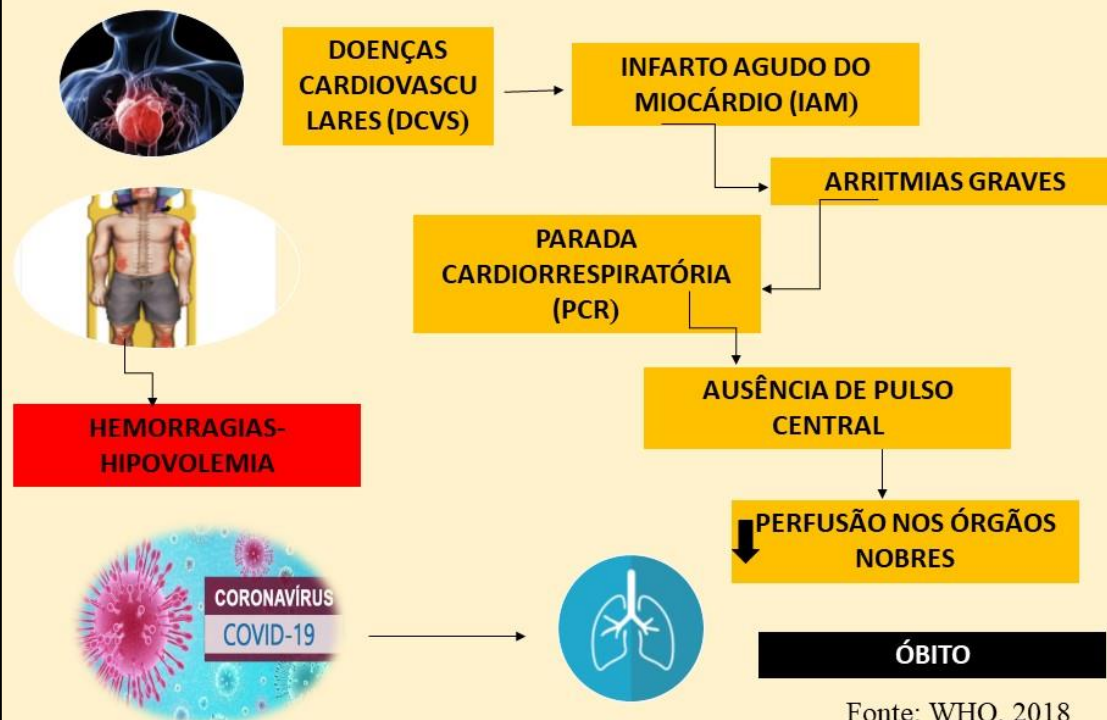 DOENÇAS
CARDIOVASCU
LARES (DCVS)
INFARTO AGUDO DO
MIOCÁRDIO (IAM)
ARRITMIAS GRAVES
PARADA
CARDIORRESPIRATÓRIA
(PCR)
AUSÊNCIA DE PULSO
CENTRAL
HEMORRAGIAS-
HIPOVOLEMIA
PERFUSÃO NOS ÓRGÃOS
NOBRES
CORONAVÍRUS
COVID-19
ÓBITO
Fonte: WHO, 2018